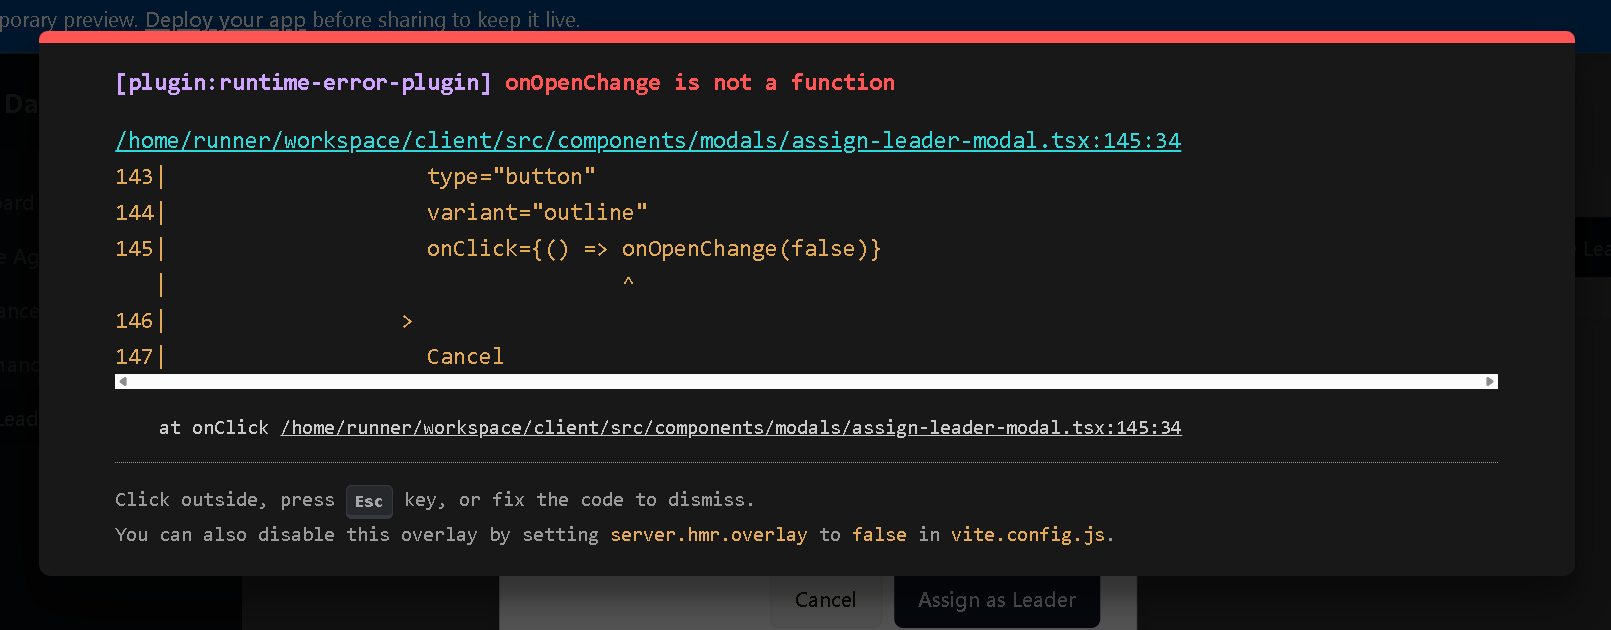 porary preview. Deploy your app before sharing to keep it live.
[plugin:runtime-error-plugin] onOpenChange is not a function
/home/runner/workspace/client/src/components/modals/assign-leader-modal.tsx:145:34
143|                    type="button"
144|                    variant="outline"
145|                    onClick={() => onOpenChange(false)}
   |                                   ^
146|                  >
147|                    Cancel
at onClick /home/runner/workspace/client/src/components/modals/assign-leader-modal.tsx:145:34
Click outside, press Esc key, or fix the code to dismiss.
You can also disable this overlay by setting server.hmr.overlay to false in vite.config.js.
Da
ard
e Ag
Lea
ance
anc
Lead
Cancel
Assign as Leader